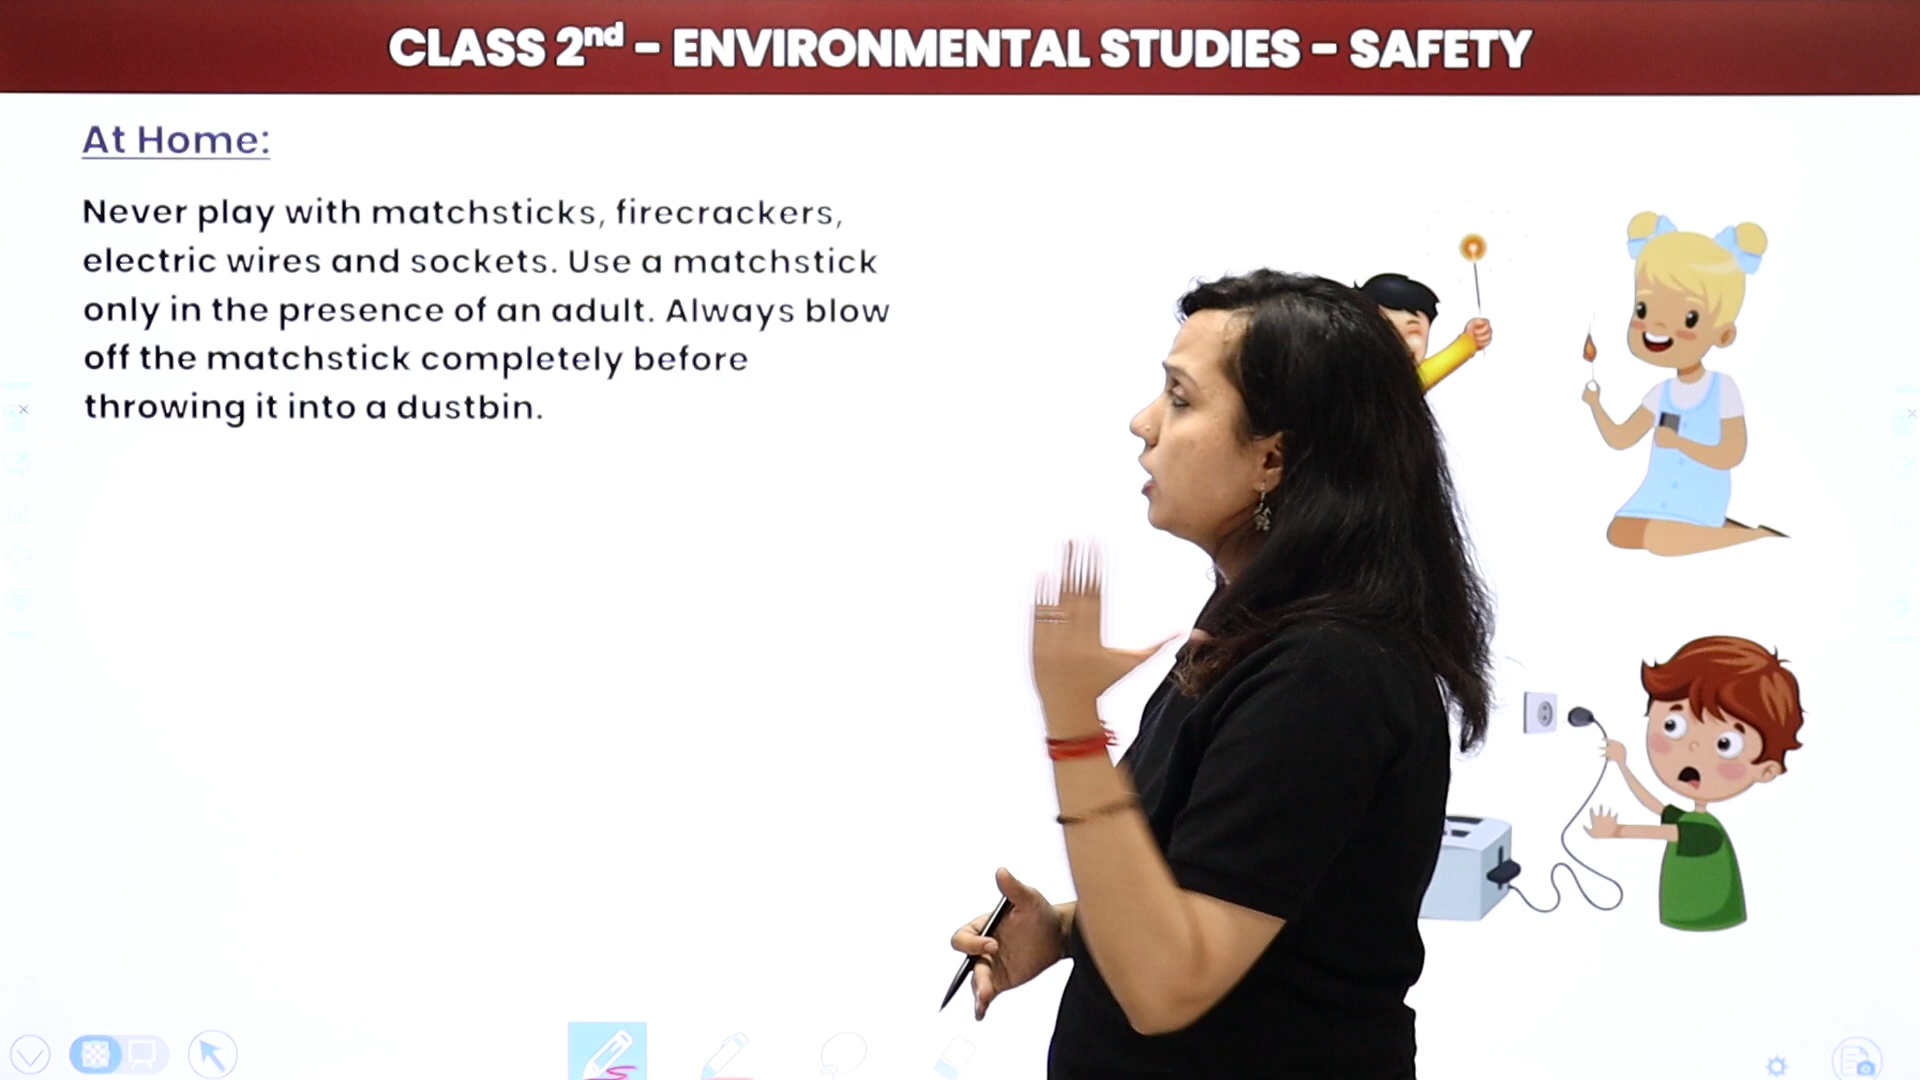 CLASS 2nd – ENVIRONMENTAL STUDIES – SAFETY
At Home:
Never play with matchsticks, firecrackers,
electric wires and sockets. Use a matchstick
only in the presence of an adult. Always blow
off the matchstick completely before
throwing it into a dustbin.